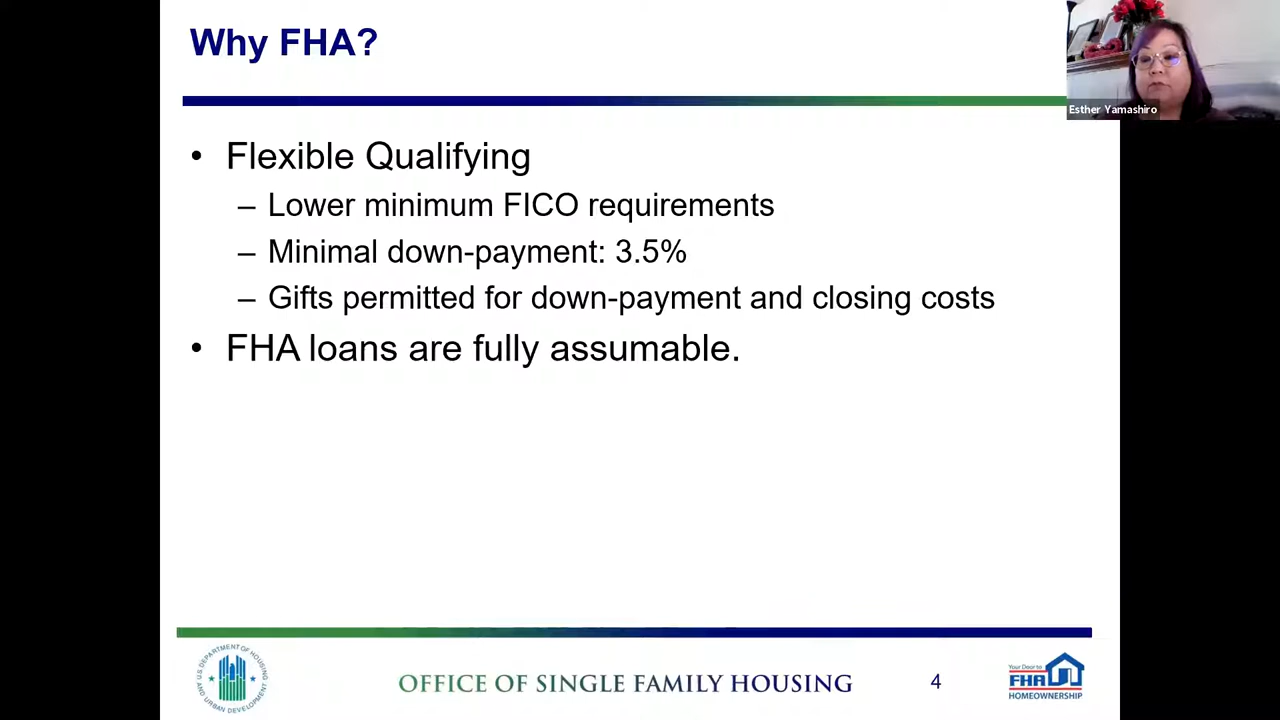 Why FHA?
Esther Yamashiro
• Flexible Qualifying
– Lower minimum FICO requirements
– Minimal down-payment: 3.5%
– Gifts permitted for down-payment and closing costs
• FHA loans are fully assumable.
U.S. DEPARTMENT OF HOUSING AND URBAN DEVELOPMENT
OFFICE OF SINGLE FAMILY HOUSING
4
Your Door to
FHA
HOMEOWNERSHIP